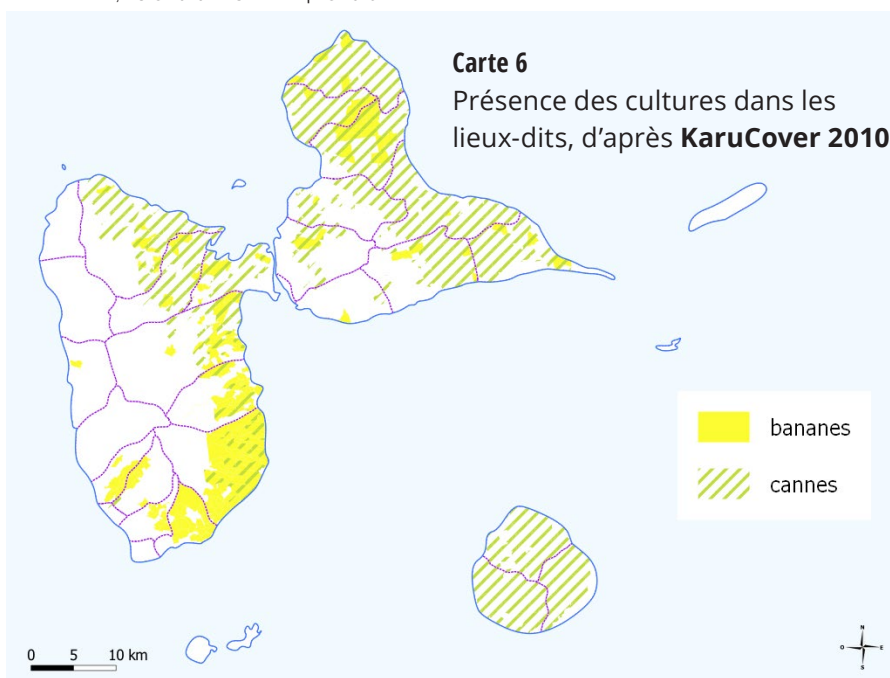 Carte 6
Présence des cultures dans les
lieux-dits, d'après KaruCover 2010
bananes
cannes
0 5 10 km
N
O E
S